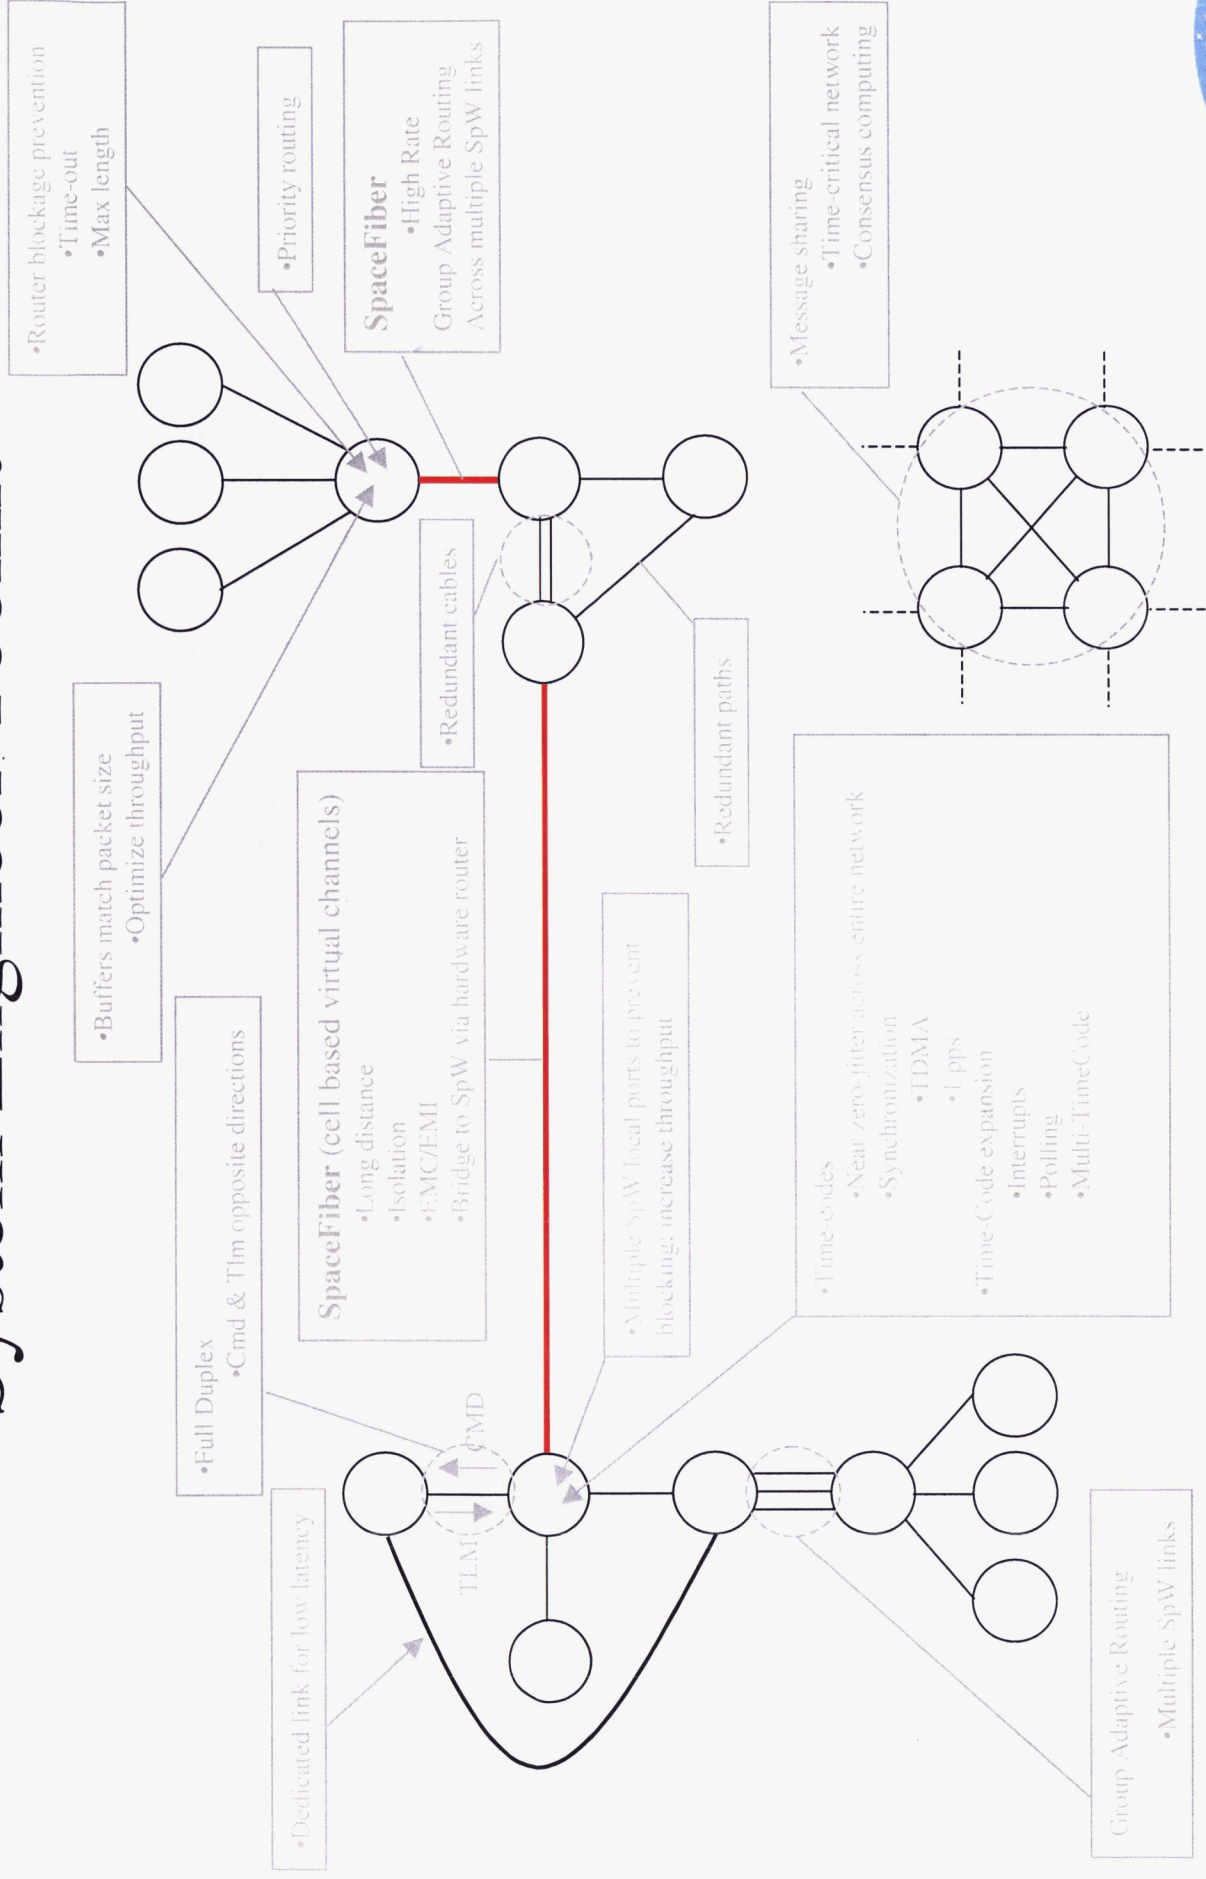 System
•Router blockage prevention
•Time-out
•Max length
•Buffers match packet size
•Optimize throughput
•Full Duplex
•Cmd & Tlm opposite directions
•Priority routing
•Dedicated link for low latency
SpaceFiber (cell based virtual channels)
•Long distance
•Isolation
•EMC/EMI
•Bridge to SpW via hardware router
SpaceFiber
•High Rate
Group Adaptive Routing
Across multiple SpW links
•Redundant cables
TLM
CMD
•Multiple SpW local ports to prevent
blocking; increase throughput
•Redundant paths
•Message sharing
•Time-critical network
•Consensus computing
•Time-codes
•Near zero-jitter across entire network
•Synchronization
•TDMA
•1 pps
•Time-Code expansion
•Interrupts
•Polling
•Multi-TimeCode
Group Adaptive Routing
•Multiple SpW links